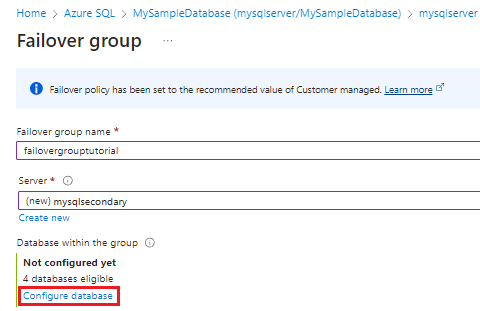 Home > Azure SQL > MySampleDatabase (mysqlserver/MySampleDatabase) > mysqlserver
Failover group ...
Failover policy has been set to the recommended value of Customer managed. Learn more
Failover group name *
failovergrouptutorial
Server *
(new) mysqlsecondary
Create new
Database within the group
Not configured yet
4 databases eligible
Configure database